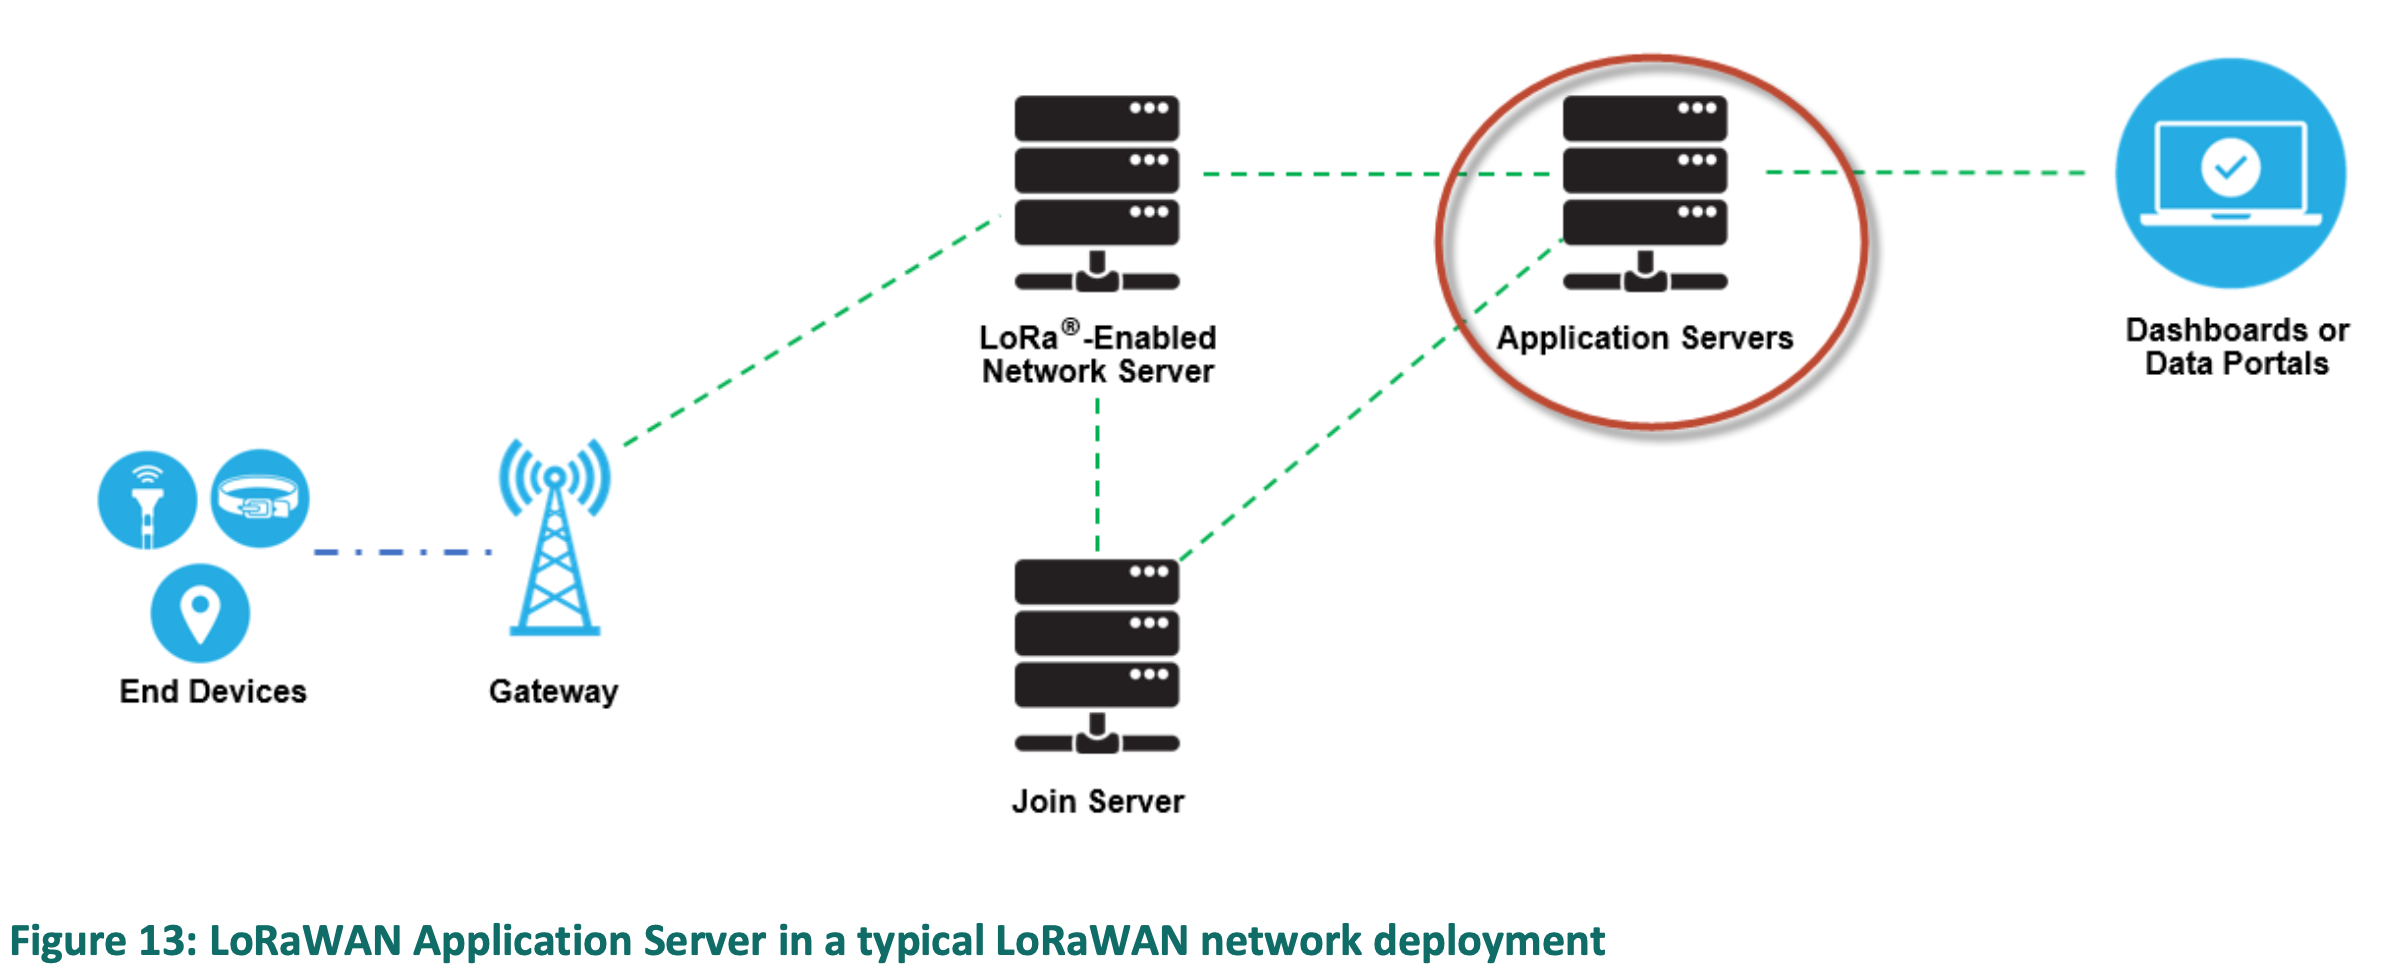 LoRa®-Enabled
Network Server
Application Servers
Dashboards or
Data Portals
End Devices
Gateway
Join Server
Figure 13: LoRaWAN Application Server in a typical LoRaWAN network deployment